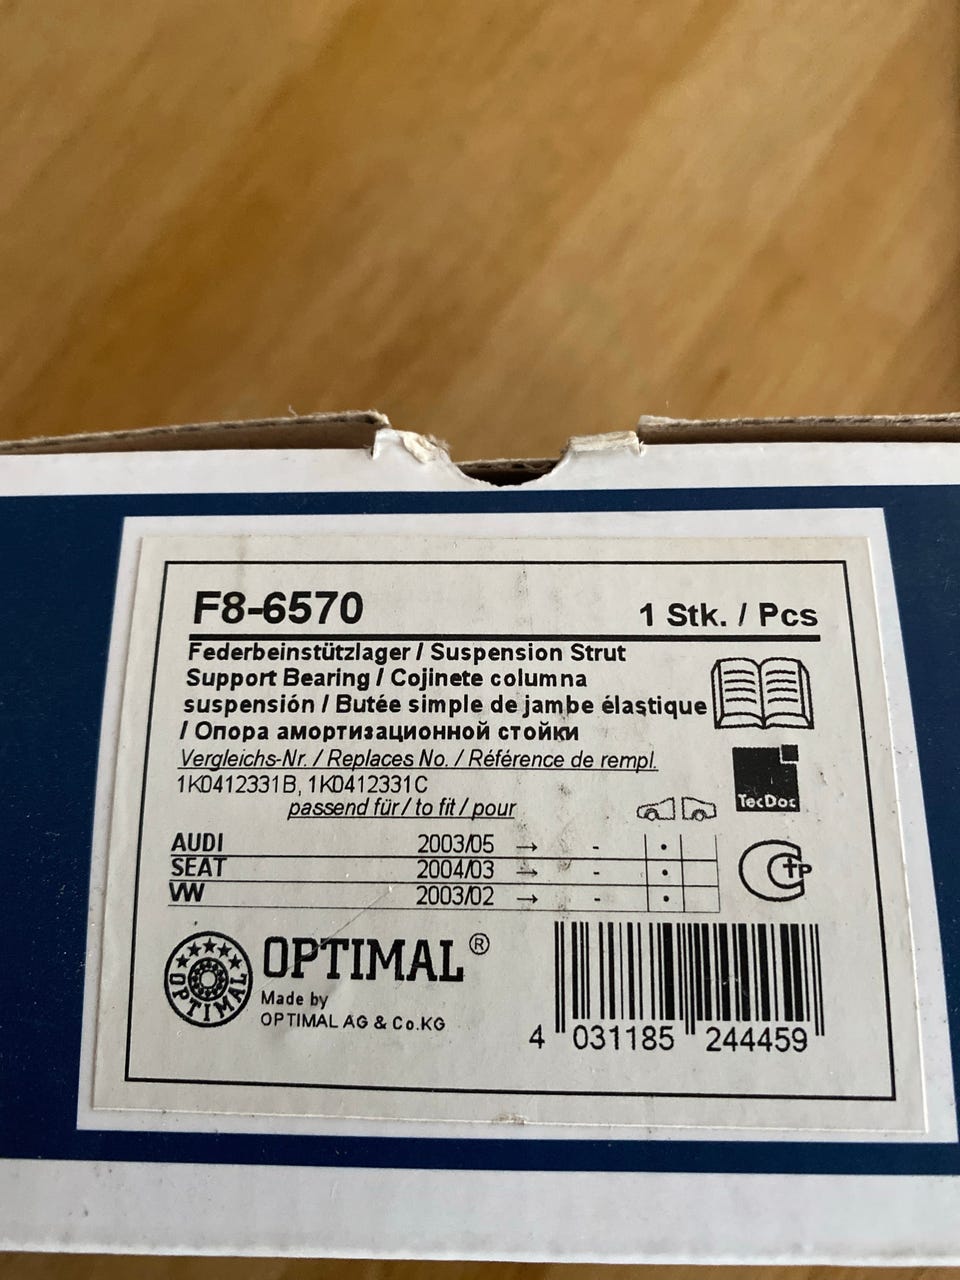 F8-6570
1 Stk. / Pcs
Federbeinstützlager / Suspension Strut
Support Bearing / Cojinete columna
suspensión / Butée simple de jambe élastique
/ Опора амортизационной стойки
Vergleichs-Nr. / Replaces No. / Référence de rempl.
1K0412331B, 1K0412331C
passend für / to fit / pour
TecDoc
AUDI 2003/05 → - •
SEAT 2004/03 → - •
VW 2003/02 → - •
OPTIMAL
OPTIMAL ®
Made by
OPTIMAL AG & Co.KG
4 031185 244459